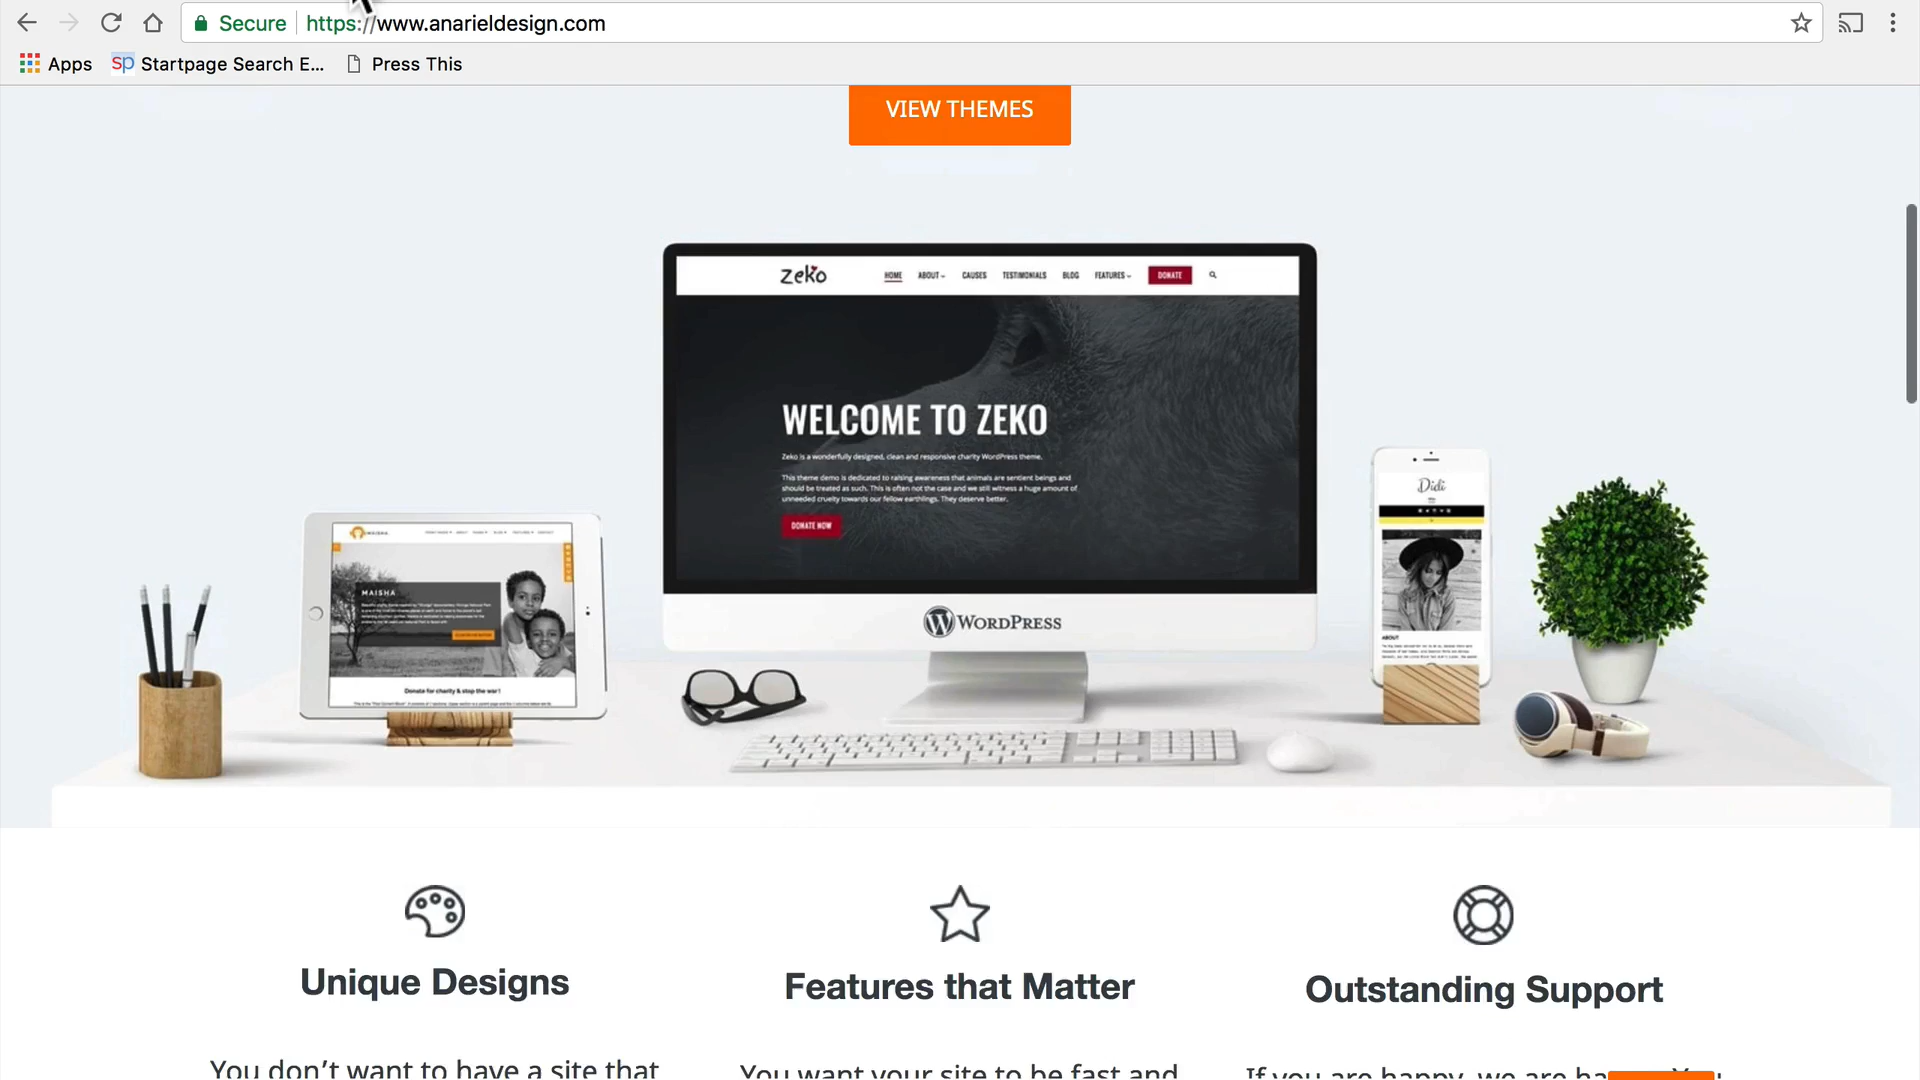 Secure https://www.anarieldesign.com
Apps
sp Startpage Search E...
Press This
VIEW THEMES
zeko HOME ABOUT CAUSES TESTIMONIALS BLOG FEATURES DONATE
WELCOME TO ZEKO
Zeko is a wonderfully designed, clean and responsive charity WordPress theme.
This theme demo is dedicated to raising awareness that animals are sentient beings and
should be treated as such. This is often not the case and we still witness a huge amount of
unneeded cruelty towards our fellow earthlings. They deserve better.
DONATE NOW
WORDPRESS
MAISHA
MAISHA
Donate for charity & stop the war!
Didi
ABOUT
Unique Designs
Features that Matter
Outstanding Support
You don't want to have a site that
You want your site to be fast and
If you are happy, we are